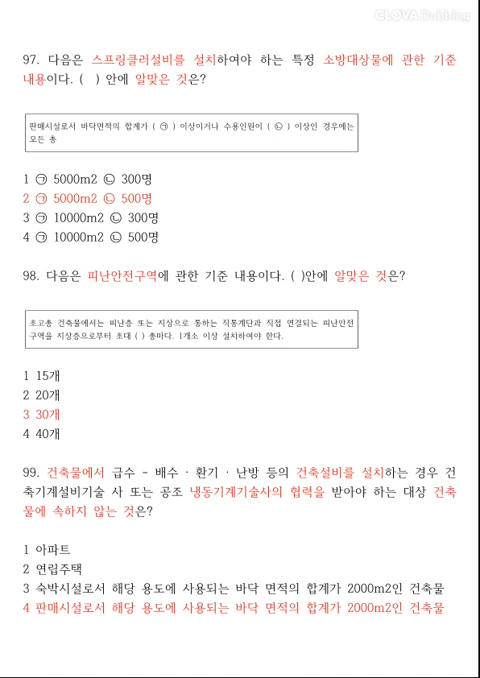 CLOVA Dubbing
97. 다음은 스프링클러설비를 설치하여야 하는 특정 소방대상물에 관한 기준
내용이다. ( ) 안에 알맞은 것은?
판매시설로서 바닥면적의 합계가 ( ㉠ ) 이상이거나 수용인원이 ( ㉡ ) 이상인 경우에는
모든 층
1 ㉠ 5000m2 ㉡ 300명
2 ㉠ 5000m2 ㉡ 500명
3 ㉠ 10000m2 ㉡ 300명
4 ㉠ 10000m2 ㉡ 500명
98. 다음은 피난안전구역에 관한 기준 내용이다. ( )안에 알맞은 것은?
초고층 건축물에서는 피난층 또는 지상으로 통하는 직통계단과 직접 연결되는 피난안전
구역을 지상층으로부터 초대 ( ) 층마다. 1개소 이상 설치하여야 한다.
1 15개
2 20개
3 30개
4 40개
99. 건축물에서 급수 - 배수 · 환기 · 난방 등의 건축설비를 설치하는 경우 건
축기계설비기술 사 또는 공조 냉동기계기술사의 협력을 받아야 하는 대상 건축
물에 속하지 않는 것은?
1 아파트
2 연립주택
3 숙박시설로서 해당 용도에 사용되는 바닥 면적의 합계가 2000m2인 건축물
4 판매시설로서 해당 용도에 사용되는 바닥 면적의 합계가 2000m2인 건축물